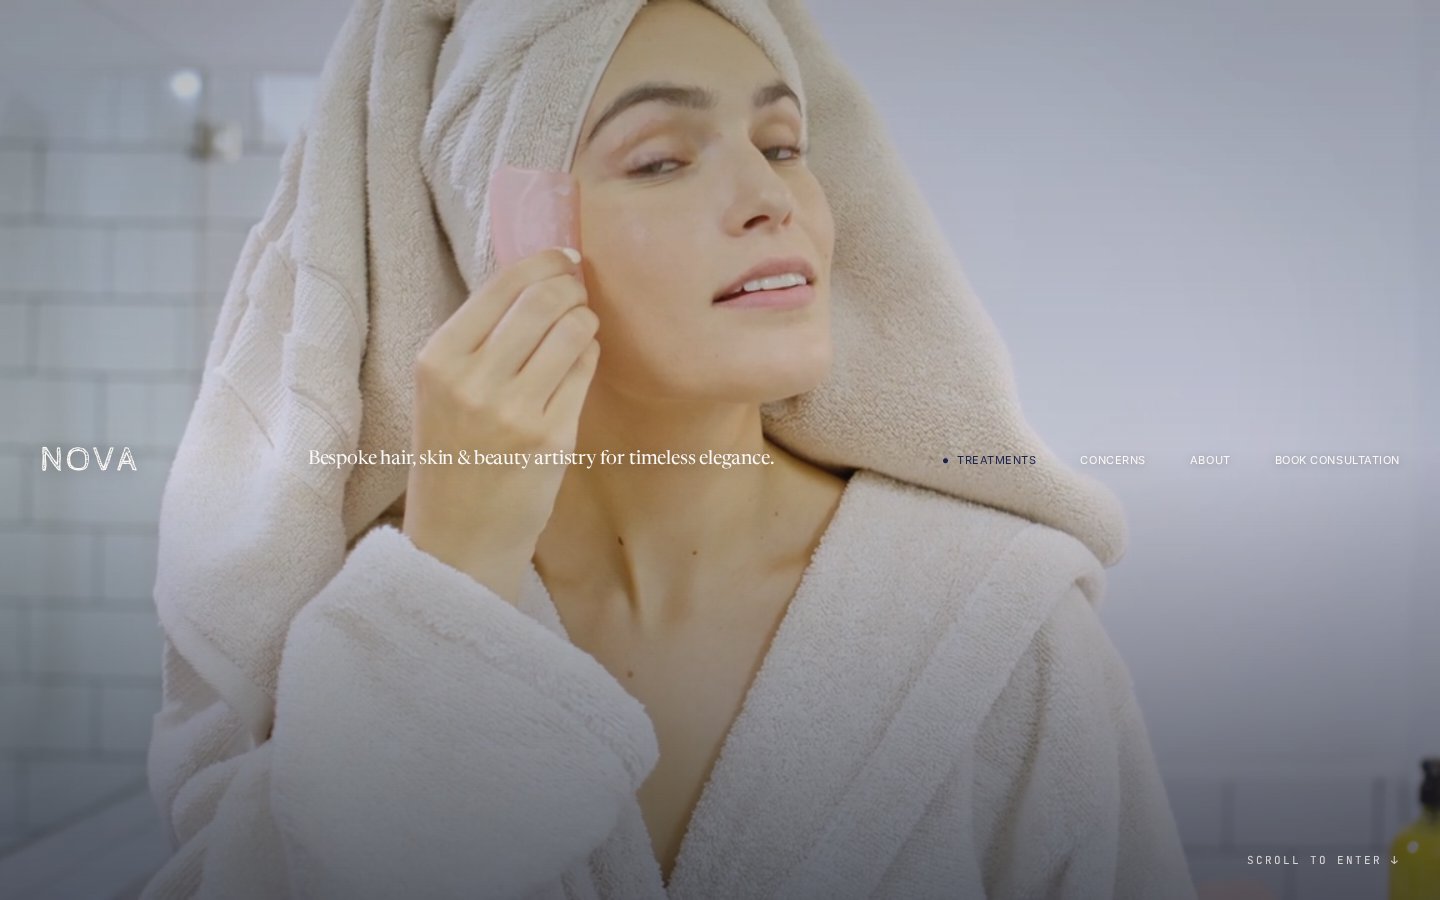 NOVA
Bespoke hair, skin & beauty artistry for timeless elegance.
TREATMENTS
CONCERNS
ABOUT
BOOK CONSULTATION
SCROLL TO ENTER ↓